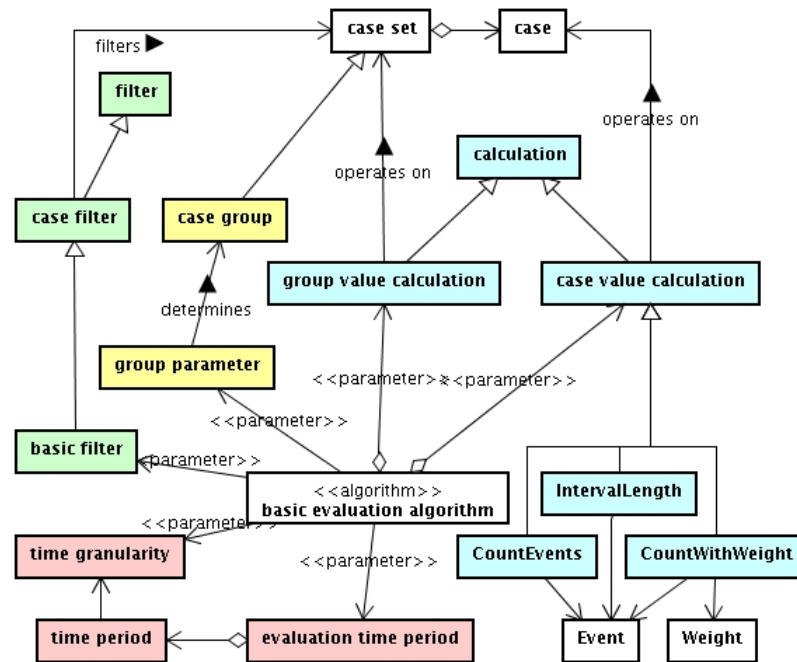 case set
case
filters
filter
operates on
calculation
operates on
case filter
case group
group value calculation
case value calculation
determines
group parameter
<<parameter>>
<<parameter>>
<<parameter>>
basic filter
parameter>>
<<algorithm>>
basic evaluation algorithm
IntervalLength
<<parameter>>
time granularity
<<parameter>>
CountEvents
CountWithWeight
time period
evaluation time period
Event
Weight